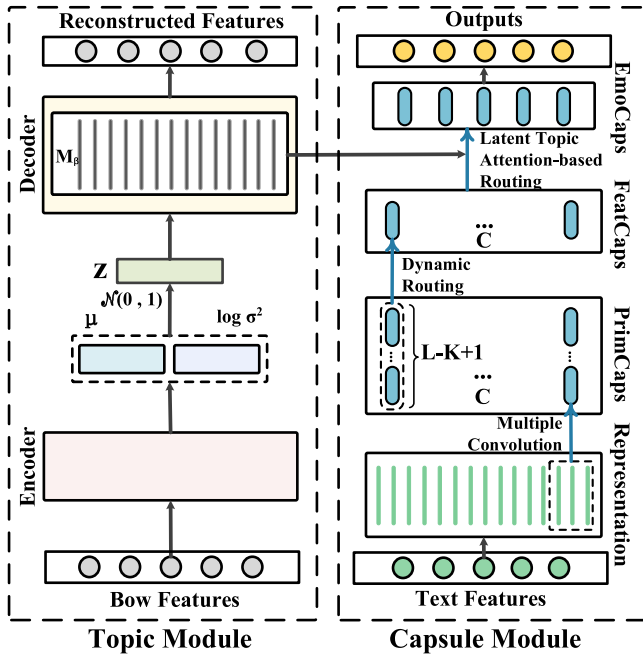 Reconstructed Features
Decoder
Mβ
Z
𝒩(0 , 1)
μ
log σ²
Encoder
Bow Features
Topic Module
Outputs
EmoCaps
Latent Topic
Attention-based
Routing
FeatCaps
...
C
Dynamic
Routing
PrimCaps
...
L-K+1
...
...
C
Multiple
Convolution
Representation
Text Features
Capsule Module